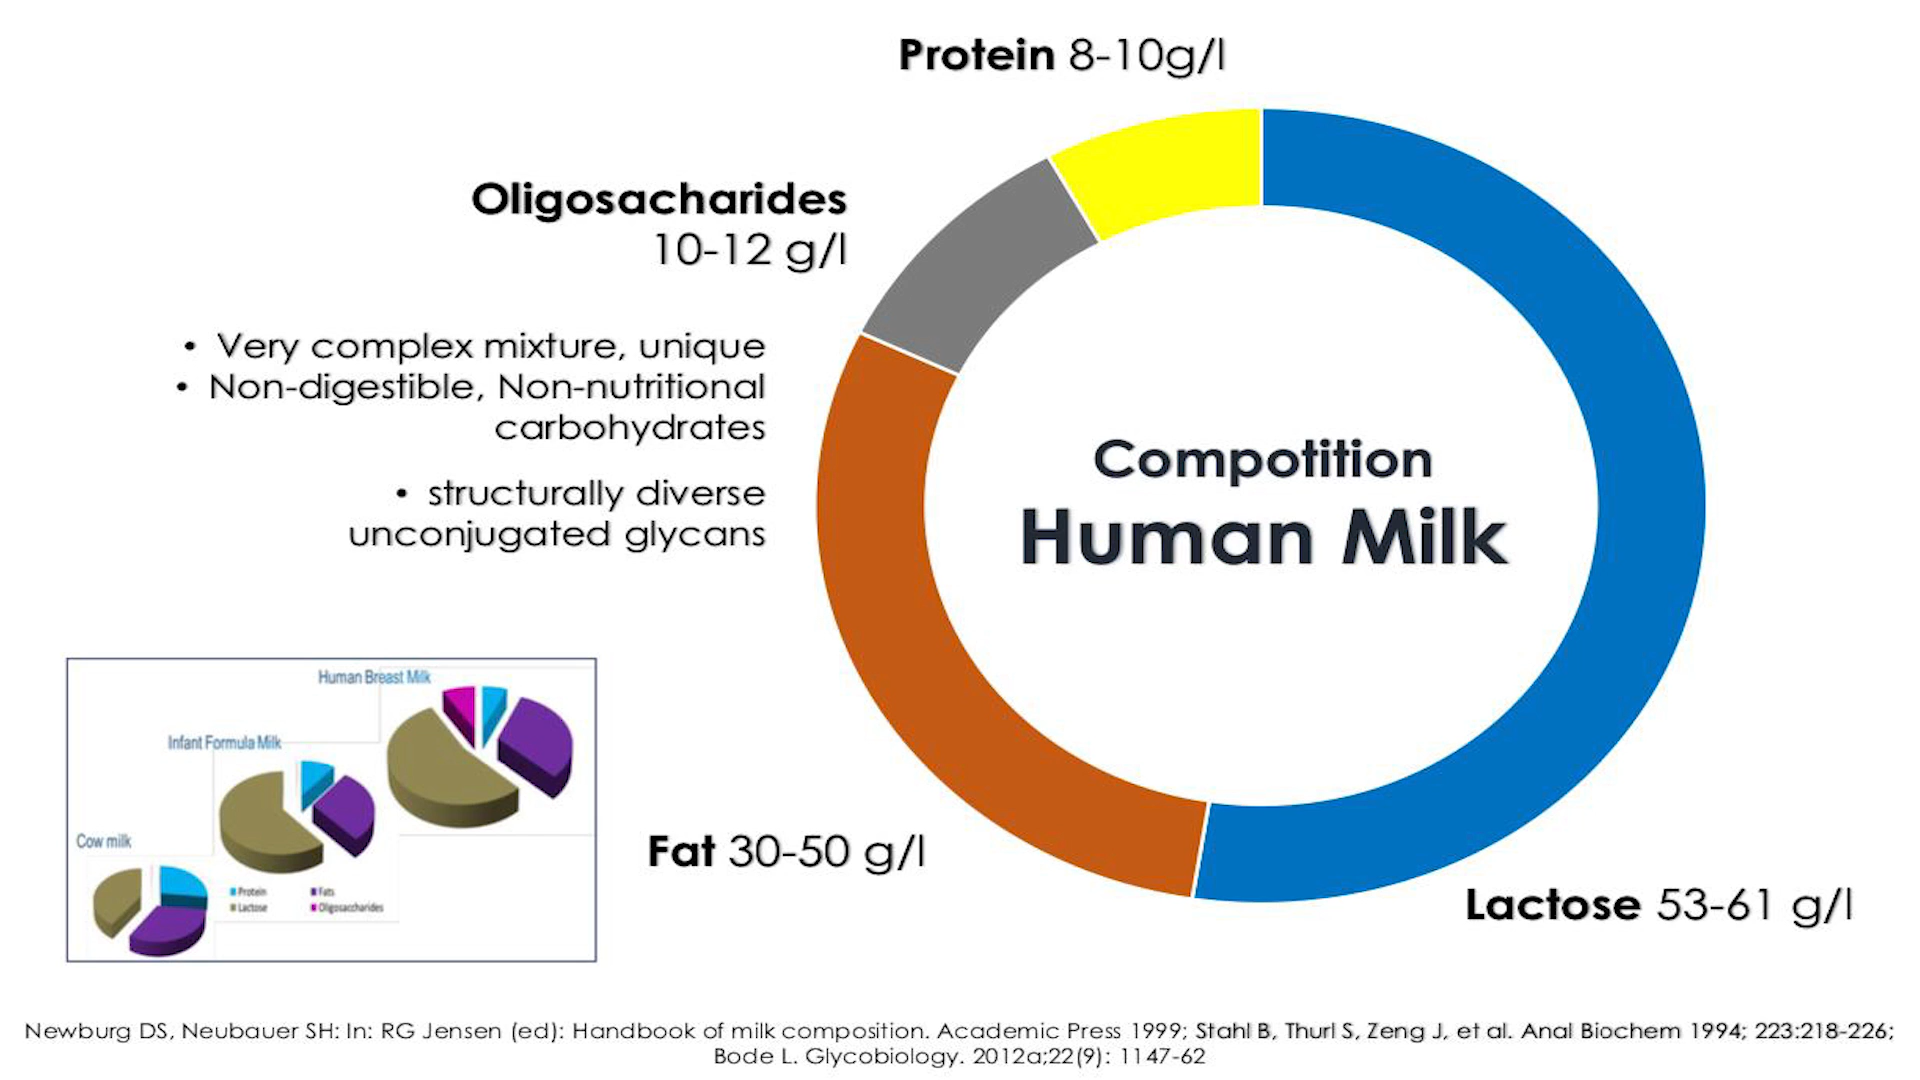 Protein 8-10g/l
Oligosacharides
10-12 g/l
• Very complex mixture, unique
• Non-digestible, Non-nutritional
carbohydrates
• structurally diverse
unconjugated glycans
Compotition
Human Milk
Human Breast Milk
Infant Formula Milk
Cow milk
Protein
Fats
Lactose
Oligosaccharides
Fat 30-50 g/l
Lactose 53-61 g/l
Newburg DS, Neubauer SH: In: RG Jensen (ed): Handbook of milk composition. Academic Press 1999; Stahl B, Thurl S, Zeng J, et al. Anal Biochem 1994; 223:218-226;
Bode L. Glycobiology. 2012a;22(9): 1147-62